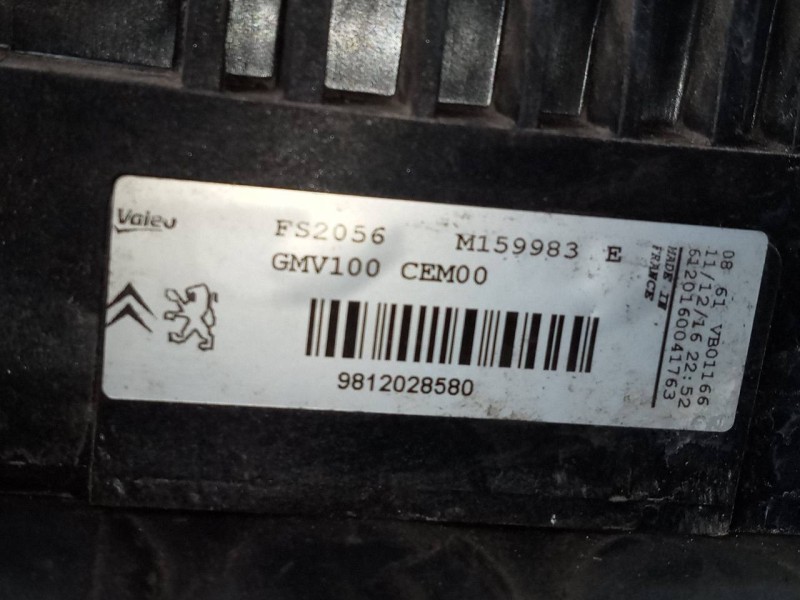 Valeo
FS2056 M159983 E
GMV100 CEM00
9812028580
MADE IN
FRANCE
08 61 VB01166
11/12/16 22:52
6120160041763